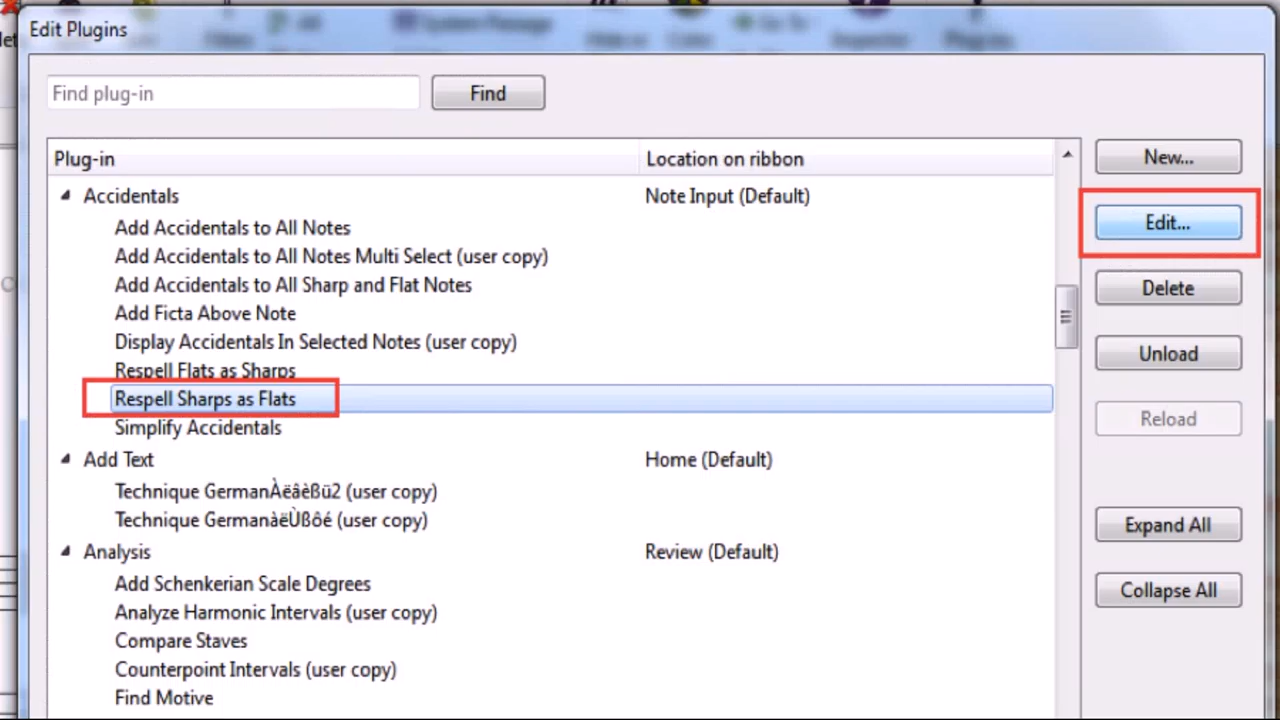 Edit Plugins
Find plug-in Find
Plug-in Location on ribbon
New...
Accidentals Note Input (Default)
Edit...
Add Accidentals to All Notes
Add Accidentals to All Notes Multi Select (user copy)
Add Accidentals to All Sharp and Flat Notes
Delete
Add Ficta Above Note
Display Accidentals In Selected Notes (user copy)
Unload
Respell Flats as Sharps
Respell Sharps as Flats
Reload
Simplify Accidentals
Add Text Home (Default)
Technique GermanÀëâèßü2 (user copy)
Technique GermanàëÙßôé (user copy)
Expand All
Analysis Review (Default)
Add Schenkerian Scale Degrees
Collapse All
Analyze Harmonic Intervals (user copy)
Compare Staves
Counterpoint Intervals (user copy)
Find Motive